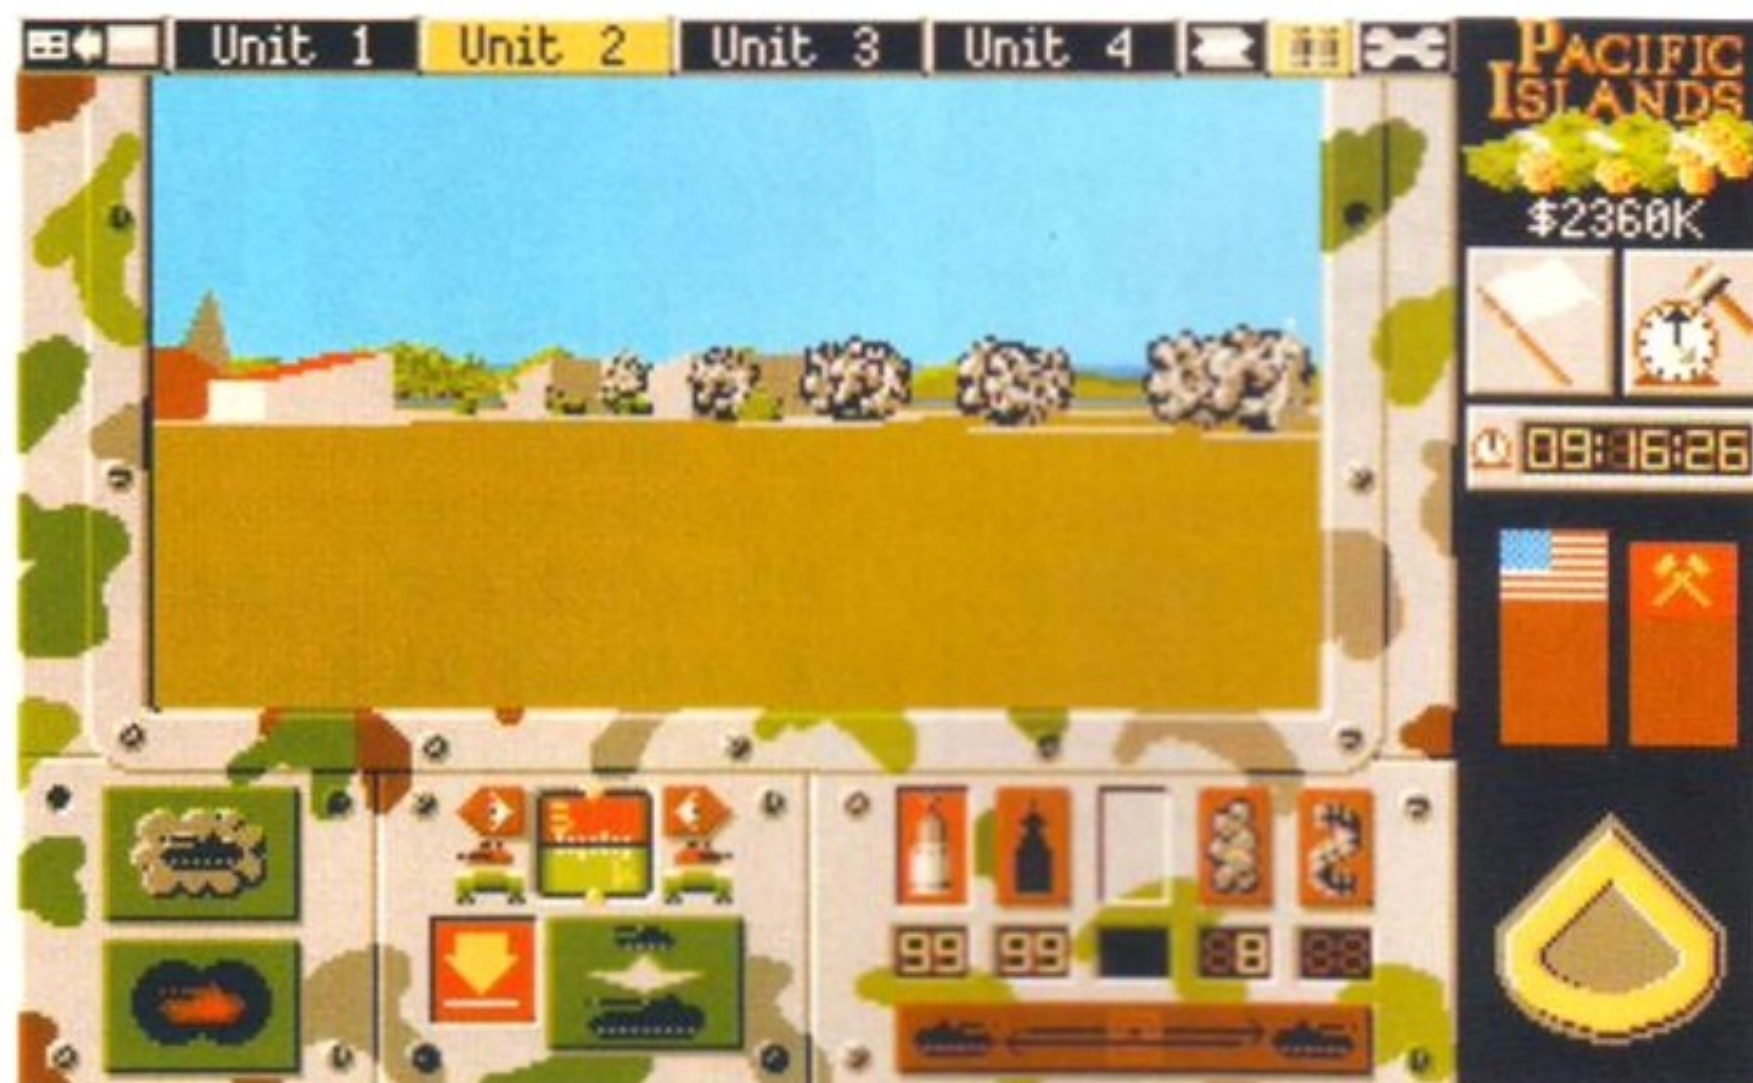 Unit 1
Unit 2
Unit 3
Unit 4
PACIFIC
ISLANDS
$2360K
09:16:26
99
99
8